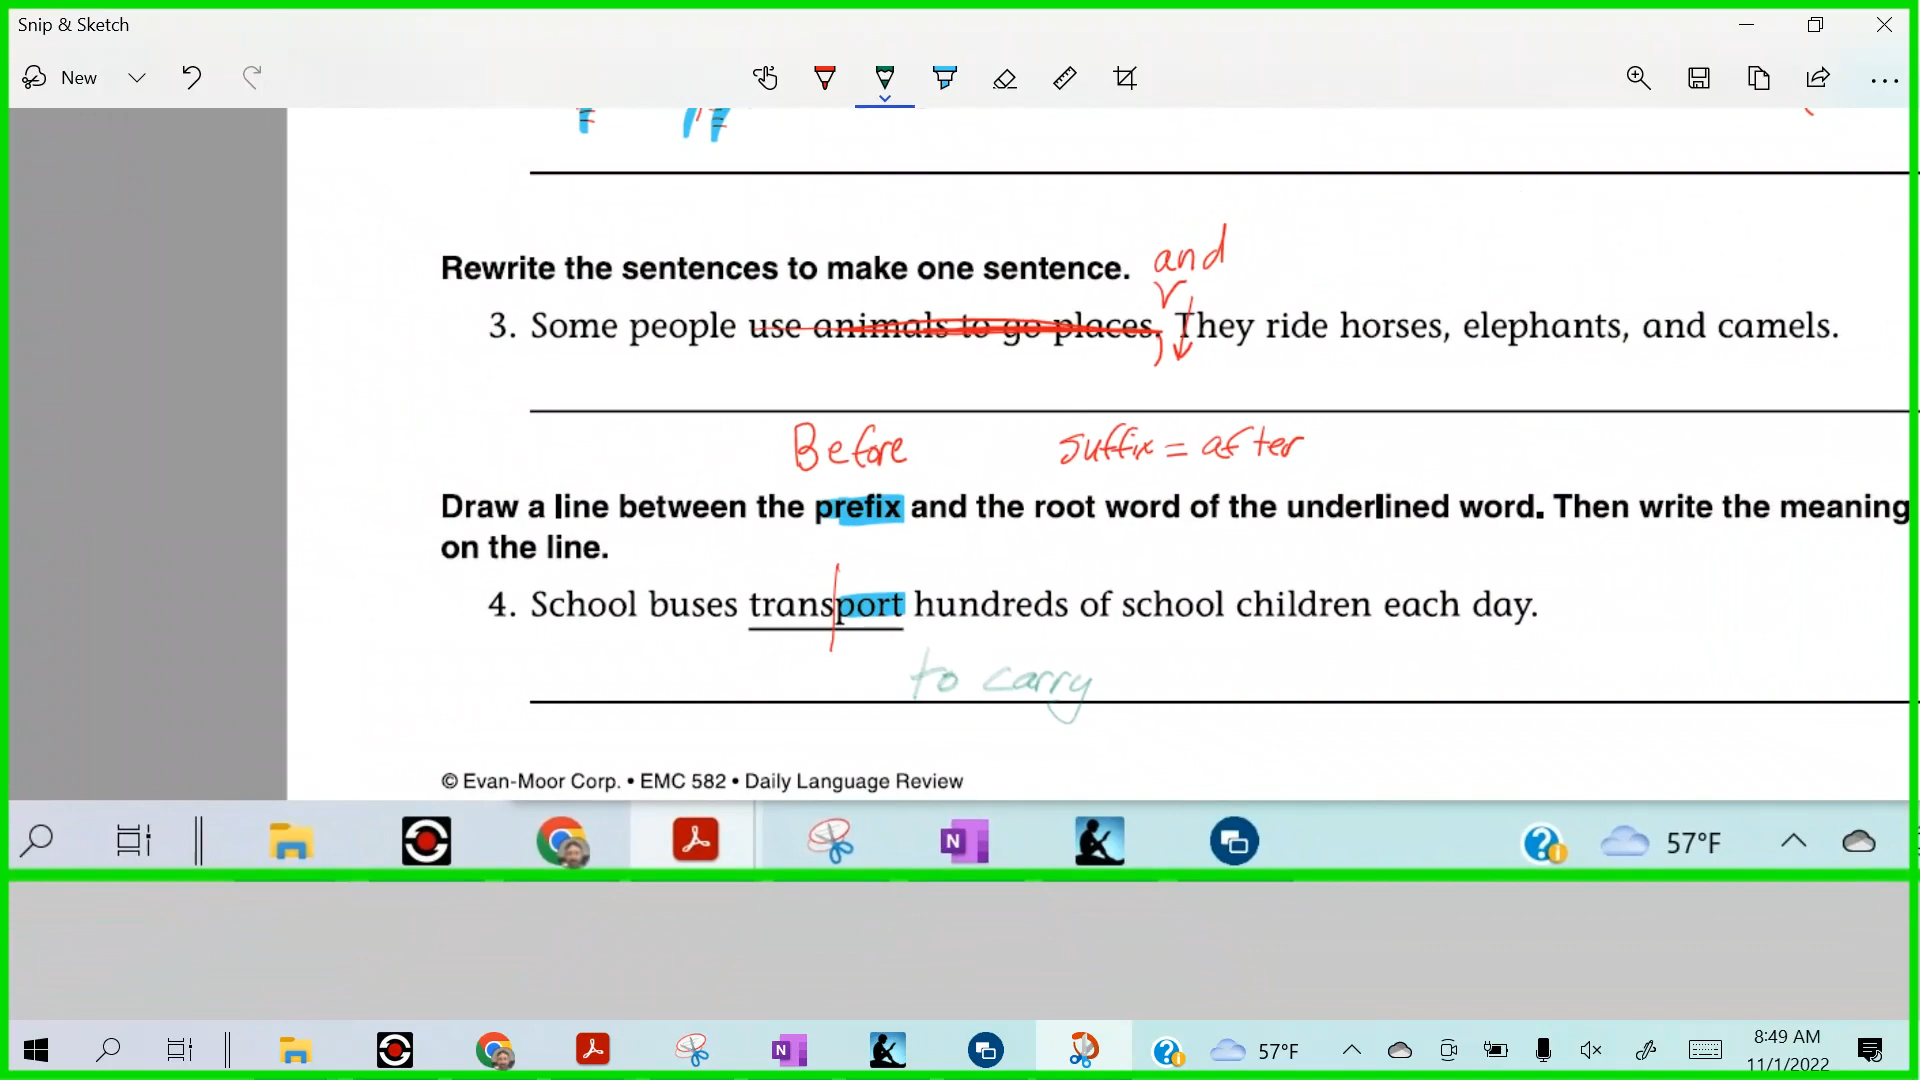 Snip & Sketch
New
and
Rewrite the sentences to make one sentence.
3. Some people use animals to go places. They ride horses, elephants, and camels.
Before suffix = after
Draw a line between the prefix and the root word of the underlined word. Then write the meaning
on the line.
4. School buses transport hundreds of school children each day.
to carry
© Evan-Moor Corp. • EMC 582 • Daily Language Review
57°F
8:49 AM
57°F
11/1/2022